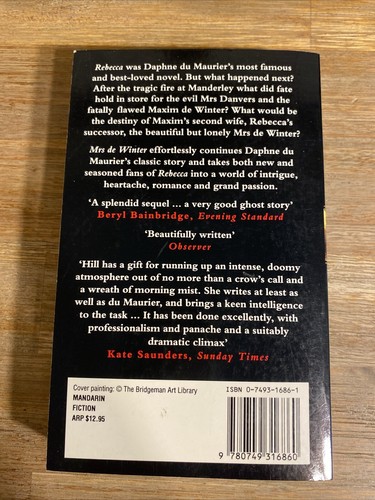 Rebecca was Daphne du Maurier's most famous
and best-loved novel. But what happened next?
After the tragic fire at Manderley what did fate
hold in store for the evil Mrs Danvers and the
fatally flawed Maxim de Winter? What would be
the destiny of Maxim's second wife, Rebecca's
successor, the beautiful but lonely Mrs de Winter?
Mrs de Winter effortlessly continues Daphne du
Maurier's classic story and takes both new and
seasoned fans of Rebecca into a world of intrigue,
heartache, romance and grand passion.
'A splendid sequel ... a very good ghost story'
Beryl Bainbridge, Evening Standard
'Beautifully written'
Observer
'Hill has a gift for running up an intense, doomy
atmosphere out of no more than a crow's call and
a wreath of morning mist. She writes at least as
well as du Maurier, and brings a keen intelligence
to the task ... It has been done excellently, with
professionalism and panache and a suitably
dramatic climax'
Kate Saunders, Sunday Times
Cover painting: © The Bridgeman Art Library
MANDARIN
FICTION
ARP $12.95
ISBN 0-7493-1686-1
9 780749 316860